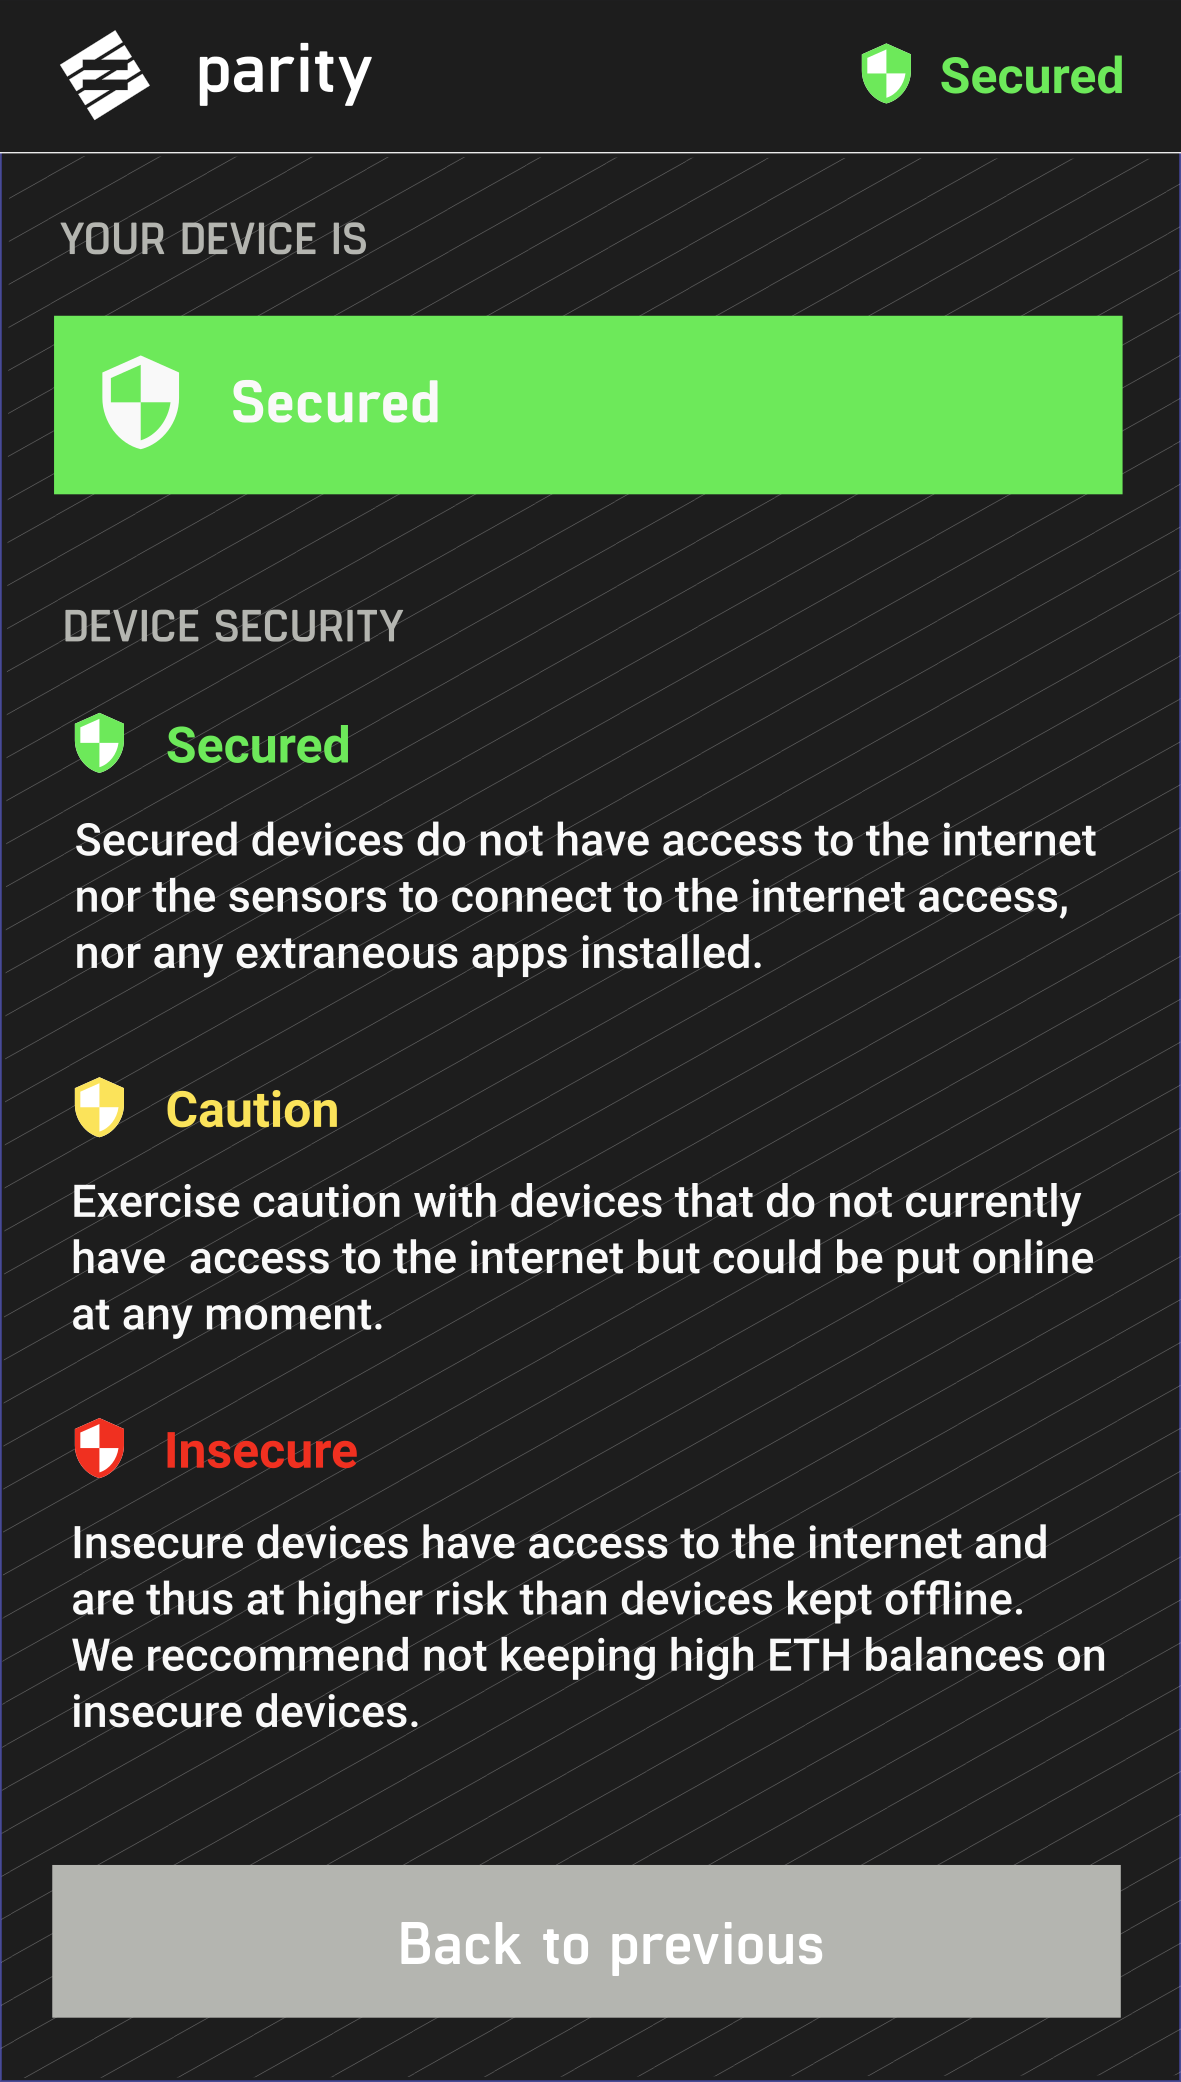 parity
Secured
YOUR DEVICE IS
Secured
DEVICE SECURITY
Secured
Secured devices do not have access to the internet
nor the sensors to connect to the internet access,
nor any extraneous apps installed.
Caution
Exercise caution with devices that do not currently
have  access to the internet but could be put online
at any moment.
Insecure
Insecure devices have access to the internet and
are thus at higher risk than devices kept offline.
We reccommend not keeping high ETH balances on
insecure devices.
Back to previous